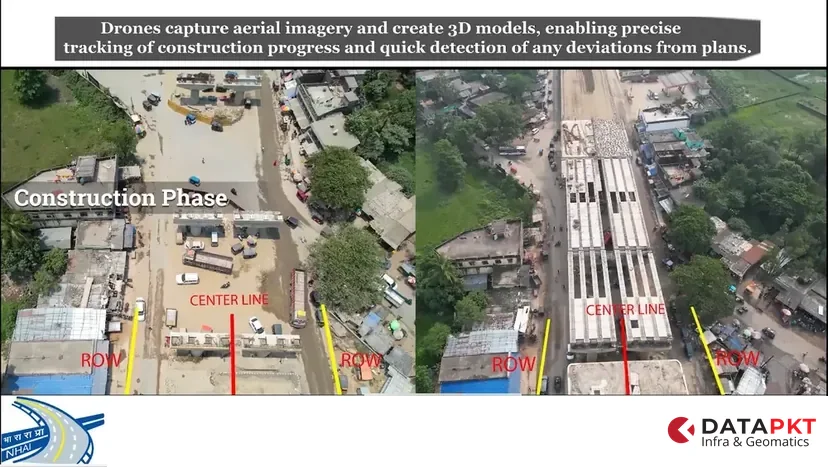 Drones capture aerial imagery and create 3D models, enabling precise
tracking of construction progress and quick detection of any deviations from plans.
Construction Phase
CENTER LINE
ROW
ROW
CENTER LINE
ROW
ROW
भा रा रा प्रा
NHAI
DATAPKT
Infra & Geomatics